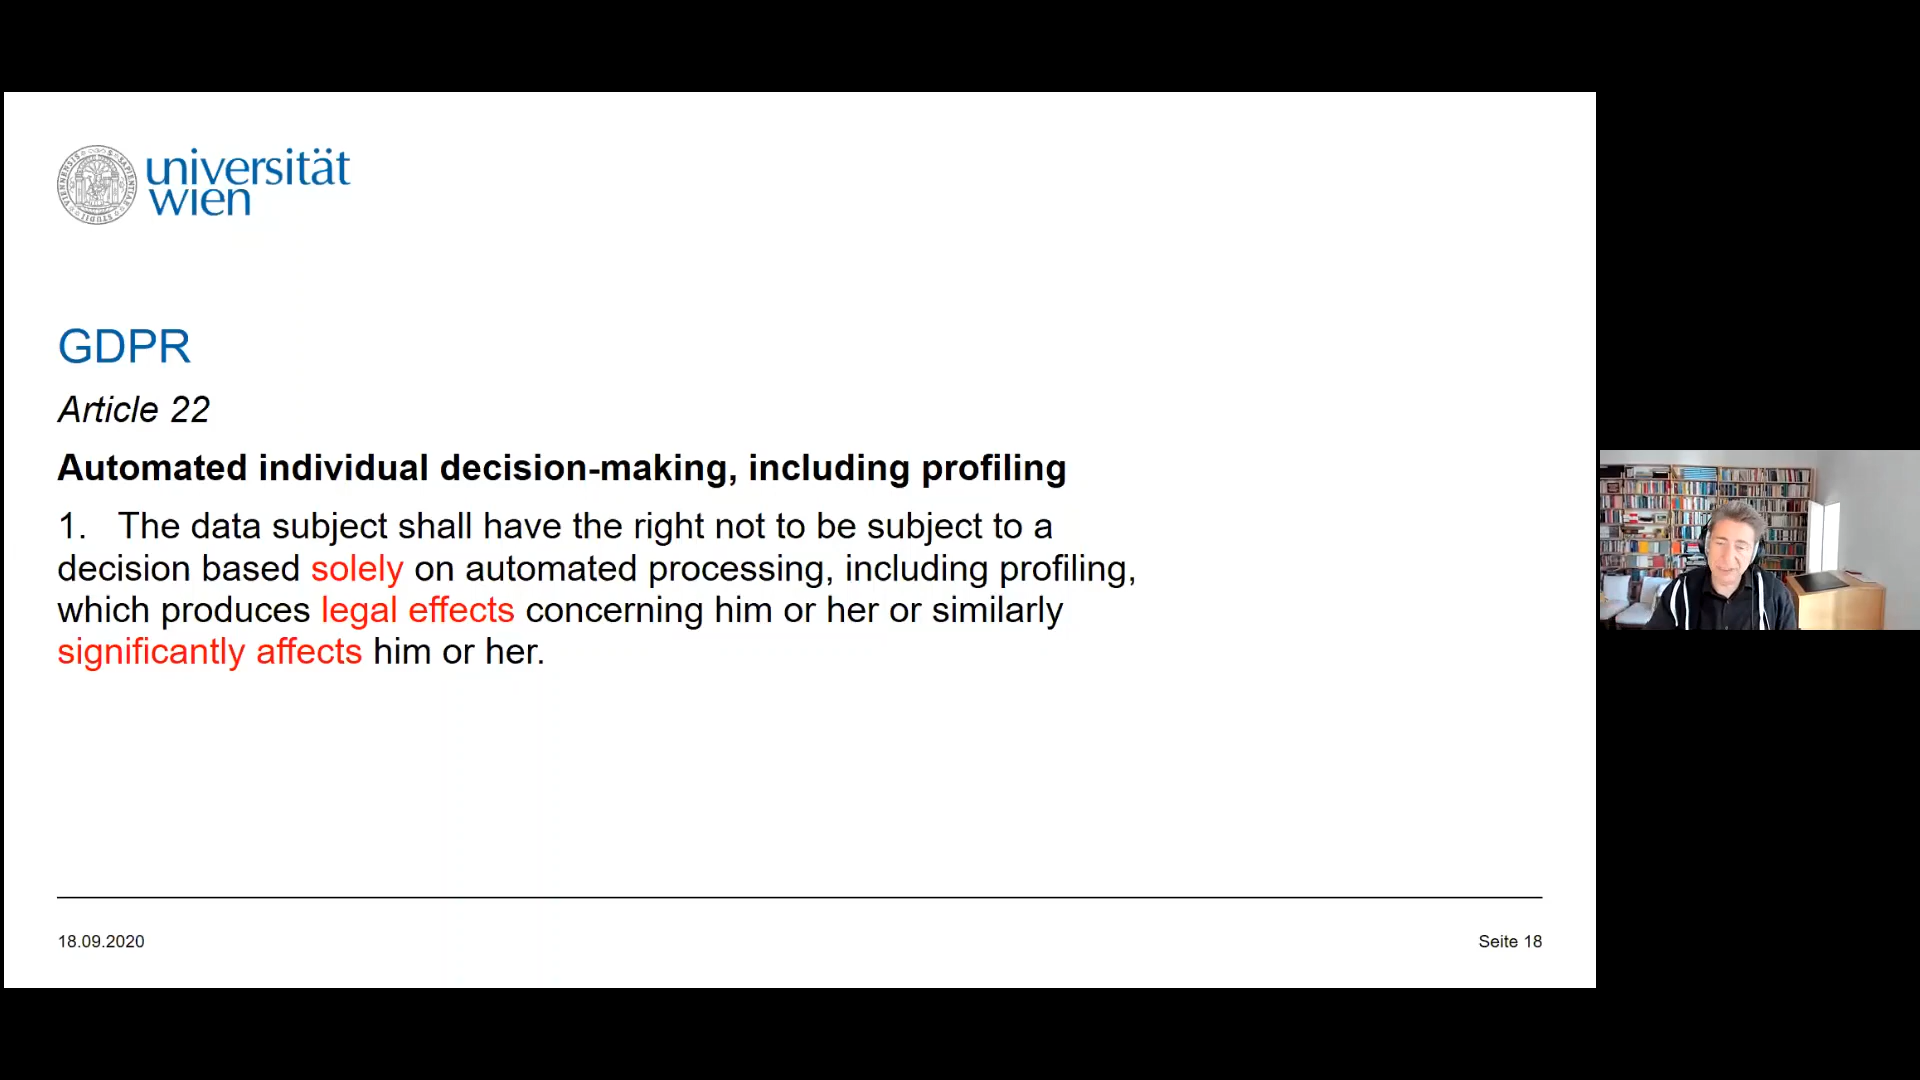 universität
wien
GDPR
Article 22
Automated individual decision-making, including profiling
1. The data subject shall have the right not to be subject to a
decision based solely on automated processing, including profiling,
which produces legal effects concerning him or her or similarly
significantly affects him or her.
18.09.2020
Seite 18